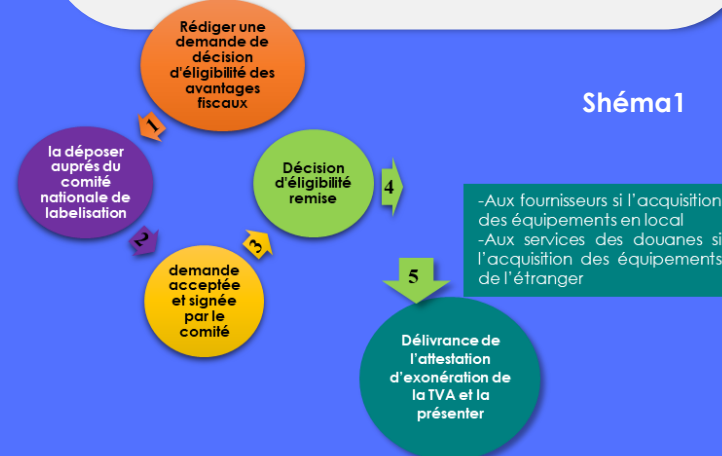 Rédiger une
demande de
décision
d'éligibilité des
avantages
fiscaux
Shéma1
1
la déposer
auprés du
comité
nationale de
labelisation
2
demande
acceptée
et signée
par le
comité
3
Décision
d'éligibilité
remise
4
-Aux fournisseurs si l'acquisition
des équipements en local
-Aux services des douanes si
l'acquisition des équipements
de l'étranger
5
Délivrance de
l'attestation
d'exonération de
la TVA et la
présenter